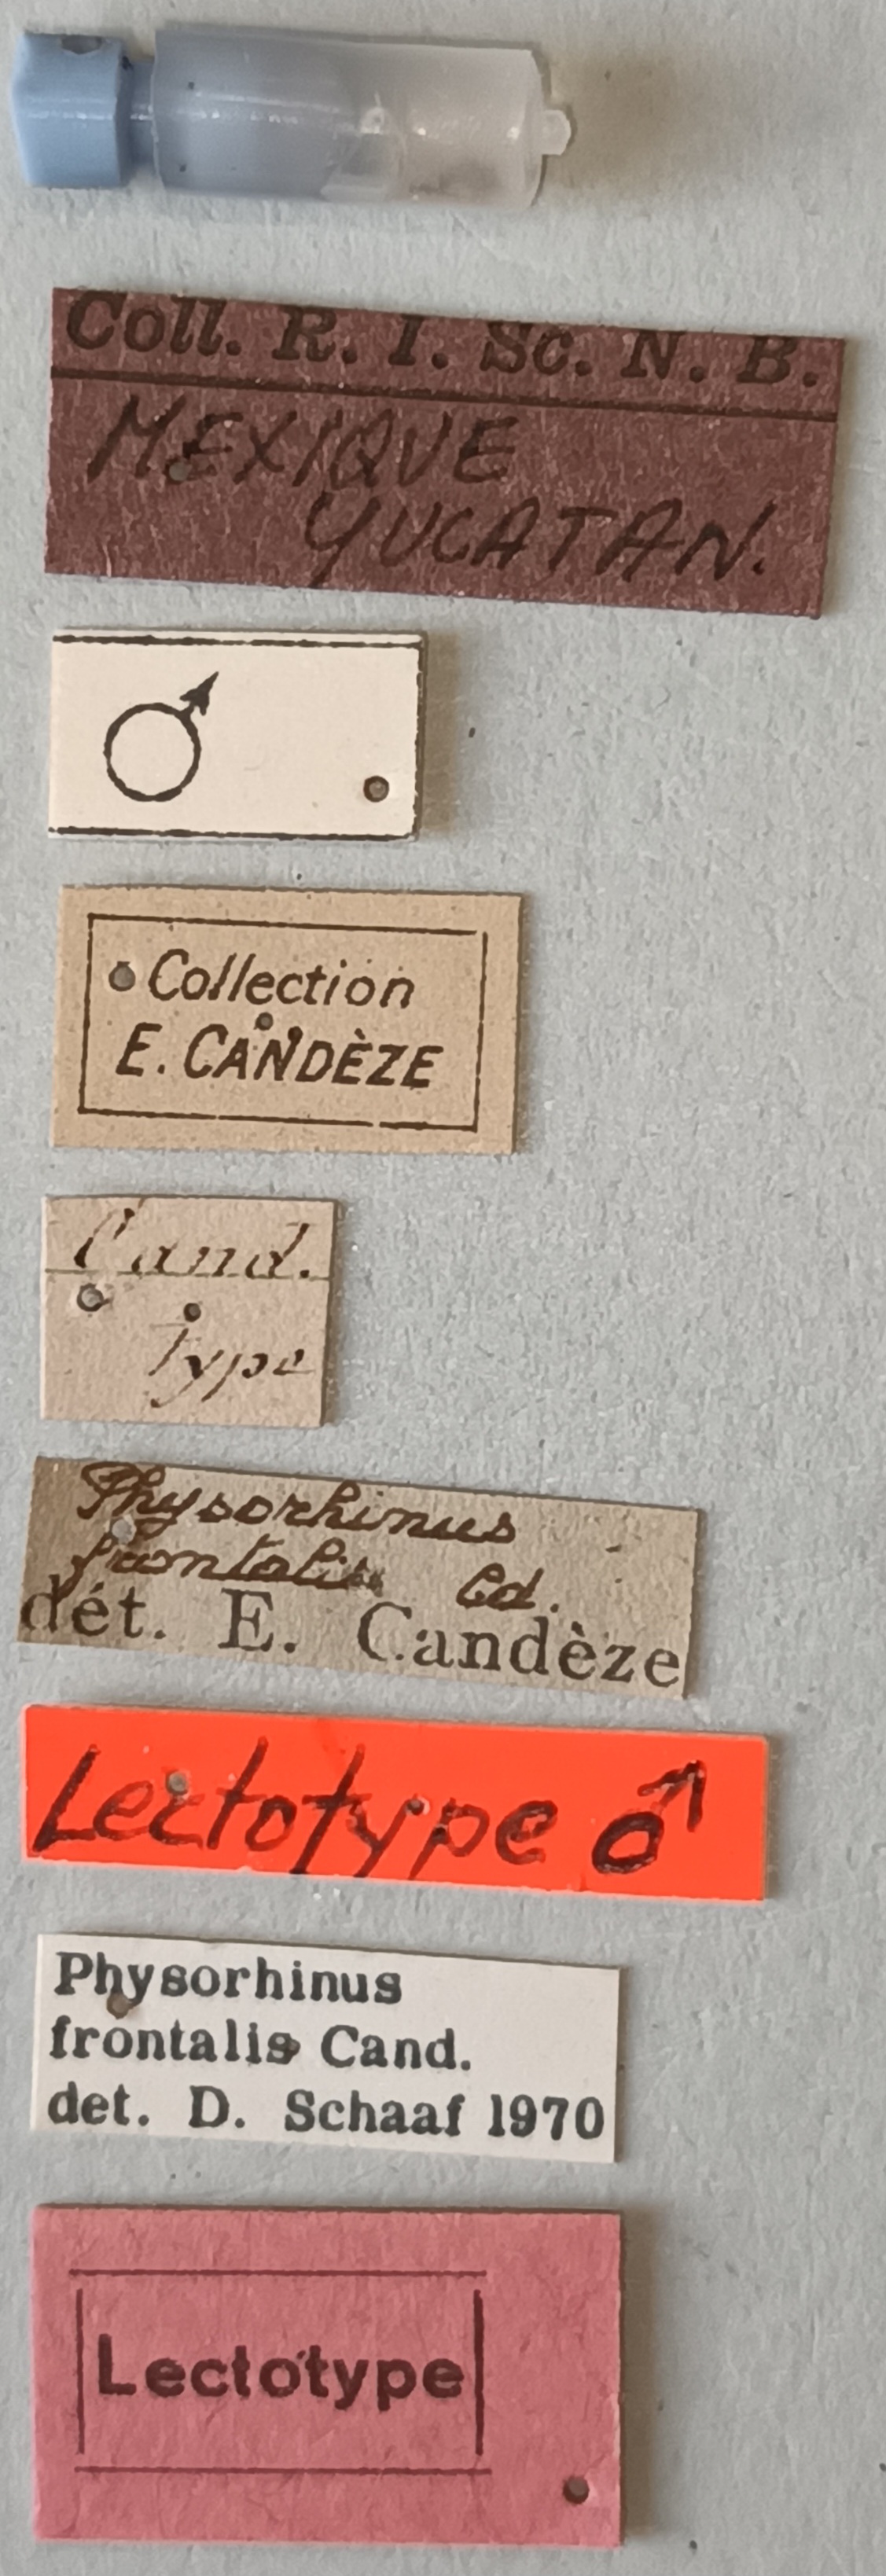 Coll. R. I. Sc. N. B.
MEXIQUE
YUCATAN.
♂
Collection
E. CANDÈZE
Cand.
type
Physorhinus
frontalis Cd.
dét. E. Candèze
Lectotype ♂
Physorhinus
frontalis Cand.
det. D. Schaaf 1970
Lectotype